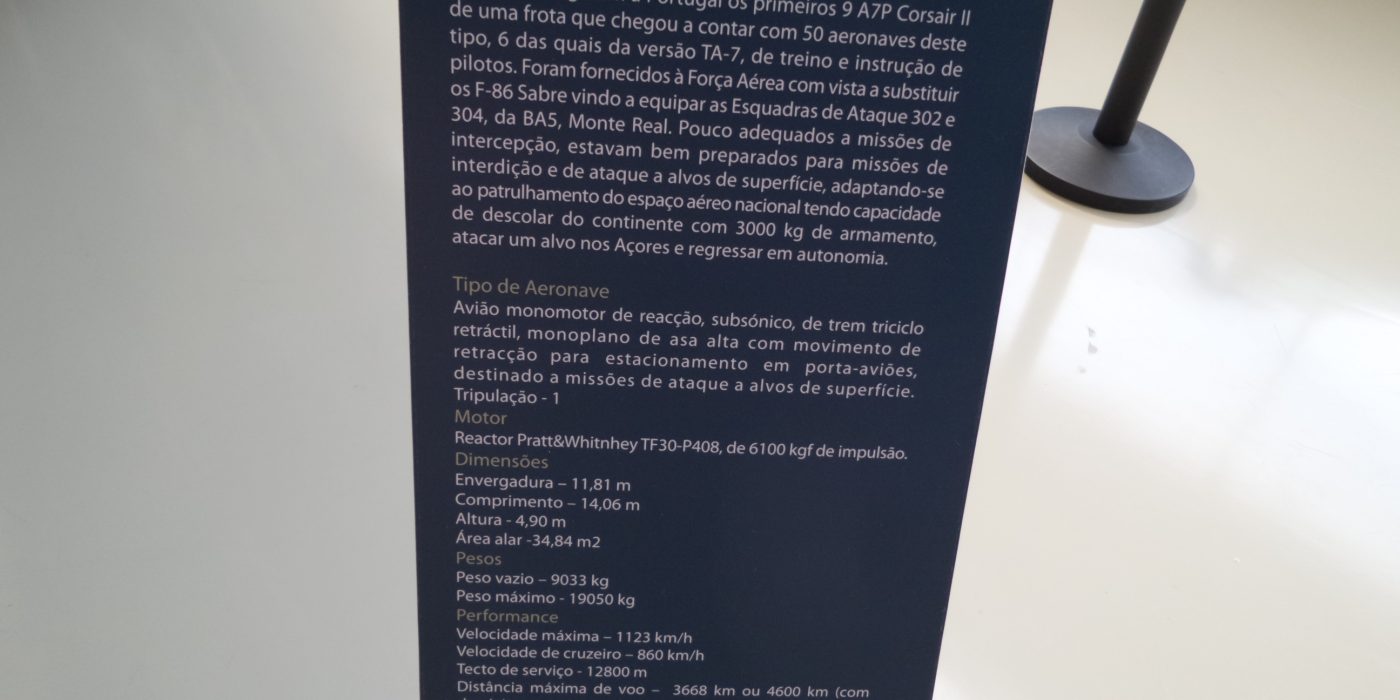 Portugal os primeiros 9 A7P Corsair II
de uma frota que chegou a contar com 50 aeronaves deste
tipo, 6 das quais da versão TA-7, de treino e instrução de
pilotos. Foram fornecidos à Força Aérea com vista a substituir
os F-86 Sabre vindo a equipar as Esquadras de Ataque 302 e
304, da BA5, Monte Real. Pouco adequados a missões de
intercepção, estavam bem preparados para missões de
interdição e de ataque a alvos de superfície, adaptando-se
ao patrulhamento do espaço aéreo nacional tendo capacidade
de descolar do continente com 3000 kg de armamento,
atacar um alvo nos Açores e regressar em autonomia.
Tipo de Aeronave
Avião monomotor de reacção, subsónico, de trem triciclo
retráctil, monoplano de asa alta com movimento de
retracção para estacionamento em porta-aviões,
destinado a missões de ataque a alvos de superfície.
Tripulação - 1
Motor
Reactor Pratt&Whitnhey TF30-P408, de 6100 kgf de impulsão.
Dimensões
Envergadura – 11,81 m
Comprimento – 14,06 m
Altura - 4,90 m
Área alar -34,84 m2
Pesos
Peso vazio – 9033 kg
Peso máximo - 19050 kg
Performance
Velocidade máxima – 1123 km/h
Velocidade de cruzeiro – 860 km/h
Tecto de serviço - 12800 m
Distância máxima de voo – 3668 km ou 4600 km (com